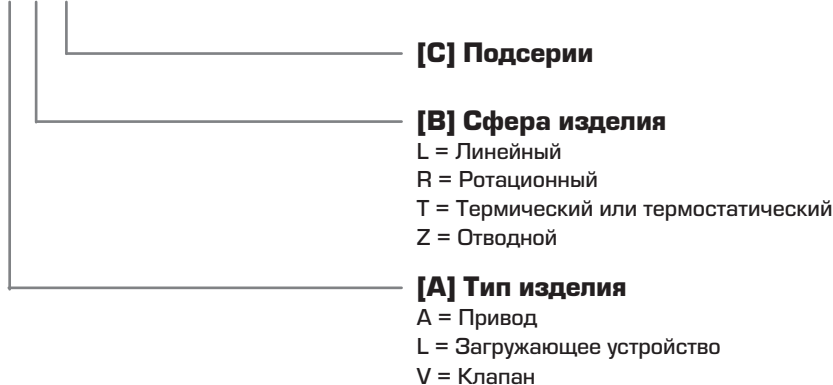 [C] Подсерии
[B] Сфера изделия
L = Линейный
R = Ротационный
T = Термический или термостатический
Z = Отводной
[A] Тип изделия
A = Привод
L = Загружающее устройство
V = Клапан